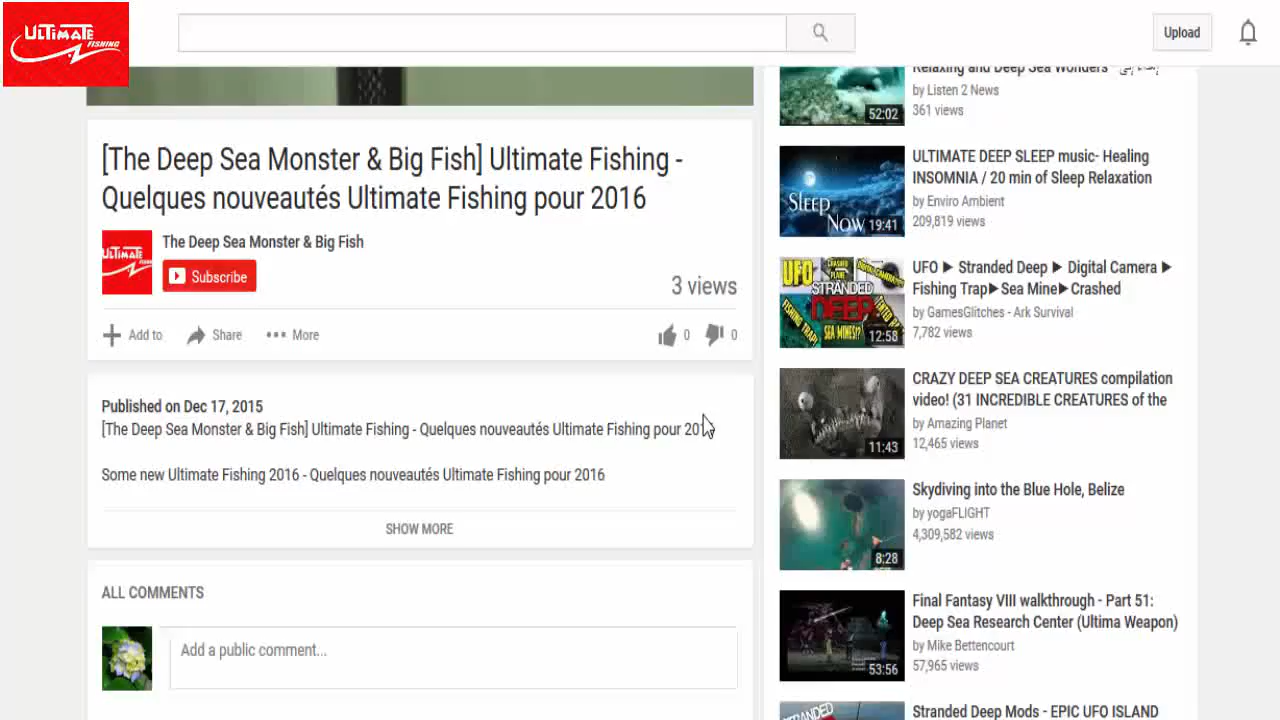 ULTIMATE
FISHING
Upload
[The Deep Sea Monster & Big Fish] Ultimate Fishing -
Quelques nouveautés Ultimate Fishing pour 2016
ULTIMATE
The Deep Sea Monster & Big Fish
Subscribe
3 views
Add to
Share
More
0
0
Published on Dec 17, 2015
[The Deep Sea Monster & Big Fish] Ultimate Fishing - Quelques nouveautés Ultimate Fishing pour
Some new Ultimate Fishing 2016 - Quelques nouveautés Ultimate Fishing pour 2016
SHOW MORE
ALL COMMENTS
Add a public comment...
Relaxing and Deep Sea Wonders -
by Listen 2 News
361 views
52:02
ULTIMATE DEEP SLEEP music- Healing
INSOMNIA / 20 min of Sleep Relaxation
by Enviro Ambient
209,819 views
SLEEP
NOW
19:41
UFO ▶ Stranded Deep ▶ Digital Camera ▶
Fishing Trap▶Sea Mine▶Crashed
by GamesGlitches - Ark Survival
7,782 views
UFO
CRASHED
PLANE
STRANDED
DEEP
FISHING TRAP!
SEA MINES!?
12:58
CRAZY DEEP SEA CREATURES compilation
video! (31 INCREDIBLE CREATURES of the
by Amazing Planet
12,465 views
11:43
Skydiving into the Blue Hole, Belize
by yogaFLIGHT
4,309,582 views
8:28
Final Fantasy VIII walkthrough - Part 51:
Deep Sea Research Center (Ultima Weapon)
by Mike Bettencourt
57,965 views
53:56
Stranded Deep Mods - EPIC UFO ISLAND
STRANDED